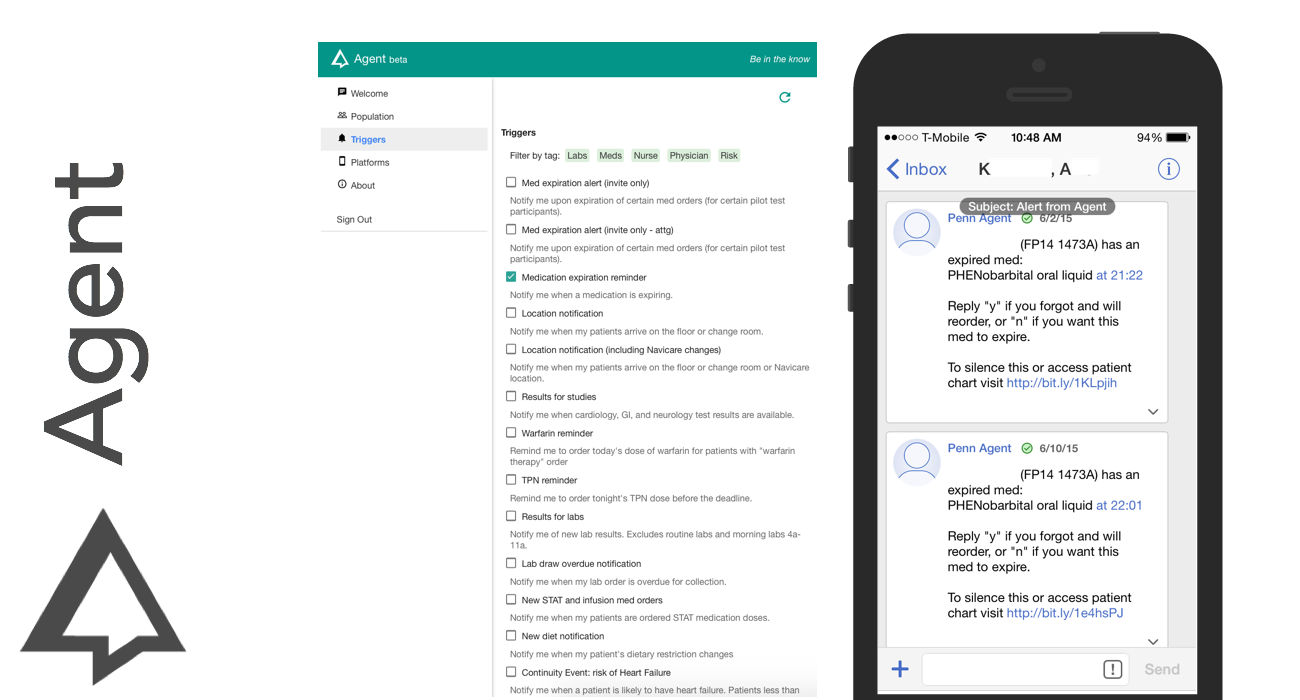 Agent
Agent beta
Be in the know
Welcome
Population
Triggers
Platforms
About
Sign Out
Triggers
Filter by tag: Labs Meds Nurse Physician Risk
Med expiration alert (invite only)
Notify me upon expiration of certain med orders (for certain pilot test
participants).
Med expiration alert (invite only - attg)
Notify me upon expiration of certain med orders (for certain pilot test
participants).
Medication expiration reminder
Notify me when a medication is expiring.
Location notification
Notify me when my patients arrive on the floor or change room.
Location notification (including Navicare changes)
Notify me when my patients arrive on the floor or change room or Navicare
location.
Results for studies
Notify me when cardiology, GI, and neurology test results are available.
Warfarin reminder
Remind me to order today's dose of warfarin for patients with "warfarin
therapy" order
TPN reminder
Remind me to order tonight's TPN dose before the deadline.
Results for labs
Notify me of new lab results. Excludes routine labs and morning labs 4a-
11a.
Lab draw overdue notification
Notify me when my lab order is overdue for collection.
New STAT and infusion med orders
Notify me when my patients are ordered STAT medication doses.
New diet notification
Notify me when my patient's dietary restriction changes
Continuity Event: risk of Heart Failure
Notify me when a patient is likely to have heart failure. Patients less than
T-Mobile 10:48 AM 94%
Inbox K , A
Subject: Alert from Agent
Penn Agent 6/2/15
(FP14 1473A) has an
expired med:
PHENobarbital oral liquid at 21:22
Reply "y" if you forgot and will
reorder, or "n" if you want this
med to expire.
To silence this or access patient
chart visit http://bit.ly/1KLpjih
Penn Agent 6/10/15
(FP14 1473A) has an
expired med:
PHENobarbital oral liquid at 22:01
Reply "y" if you forgot and will
reorder, or "n" if you want this
med to expire.
To silence this or access patient
chart visit http://bit.ly/1e4hsPJ
Send